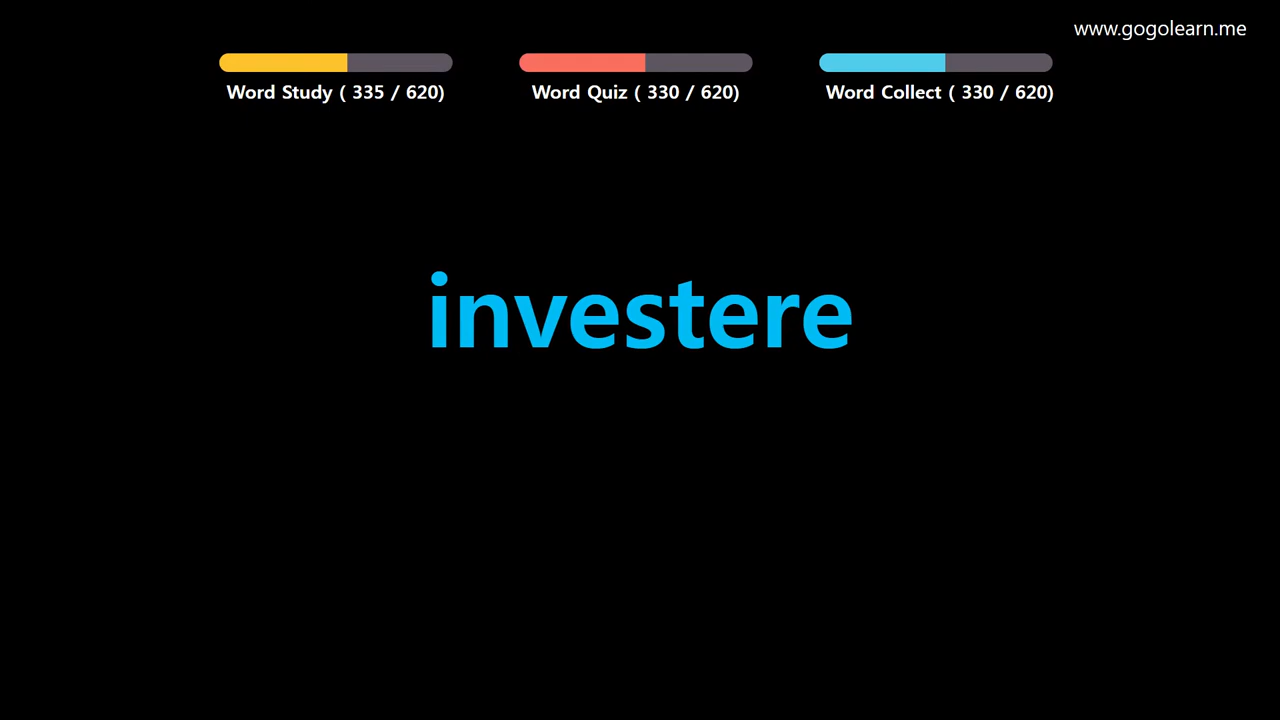 www.gogolearn.me
Word Study ( 335 / 620)
Word Quiz ( 330 / 620)
Word Collect ( 330 / 620)
investere